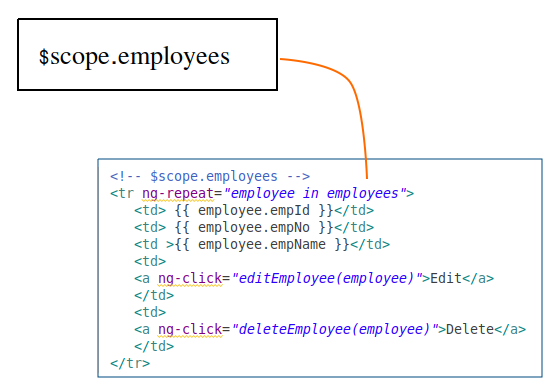 $scope.employees
<!-- $scope.employees -->
<tr ng-repeat="employee in employees">
<td> {{ employee.empId }}</td>
<td> {{ employee.empNo }}</td>
<td >{{ employee.empName }}</td>
<td>
<a ng-click="editEmployee(employee)">Edit</a>
</td>
<td>
<a ng-click="deleteEmployee(employee)">Delete</a>
</td>
</tr>